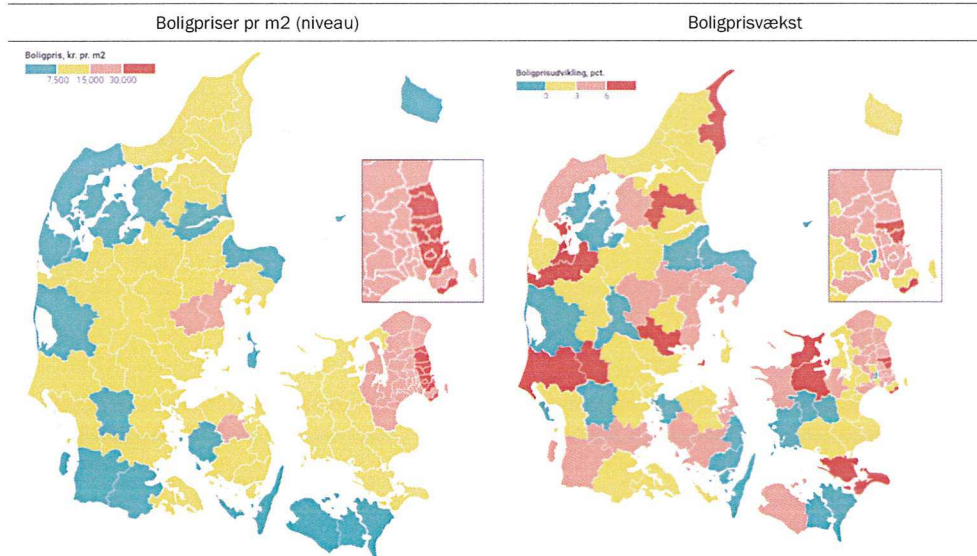 Boligpriser pr m2 (niveau)
Boligprisvækst
Boligpris, kr. pr. m2
7.500 15.000 30.000
Boligprisudvikling, pct.
0 3 6